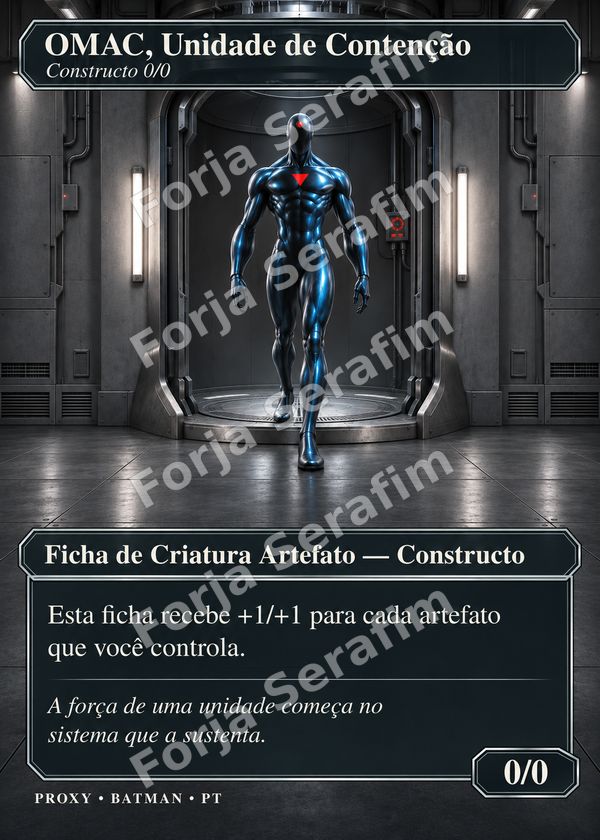 OMAC, Unidade de Contenção
Constructo 0/0
Forja Serafim
Forja Serafim
Forja Serafim
Forja Serafim
Ficha de Criatura Artefato — Constructo
Esta ficha recebe +1/+1 para cada artefato
que você controla.
Forja Serafim
A força de uma unidade começa no
sistema que a sustenta.
0/0
PROXY • BATMAN • PT